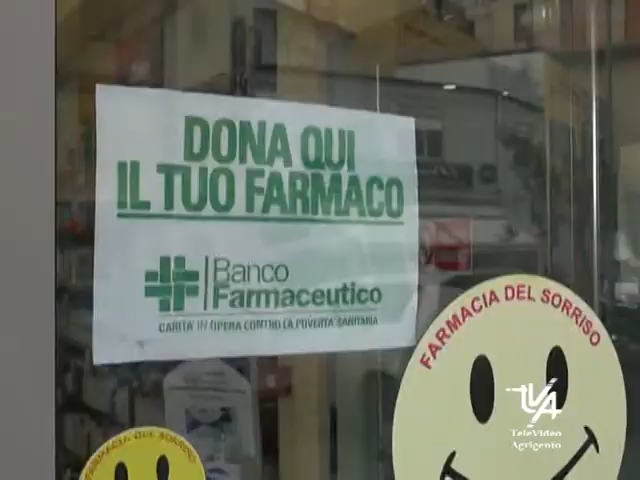 DONA QUI
IL TUO FARMACO
Banco
Farmaceutico
CARITÀ IN OPERA CONTRO LA POVERTÀ SANITARIA
FARMACIA DEL SORRISO
TVA
TeleVideo
Agrigento